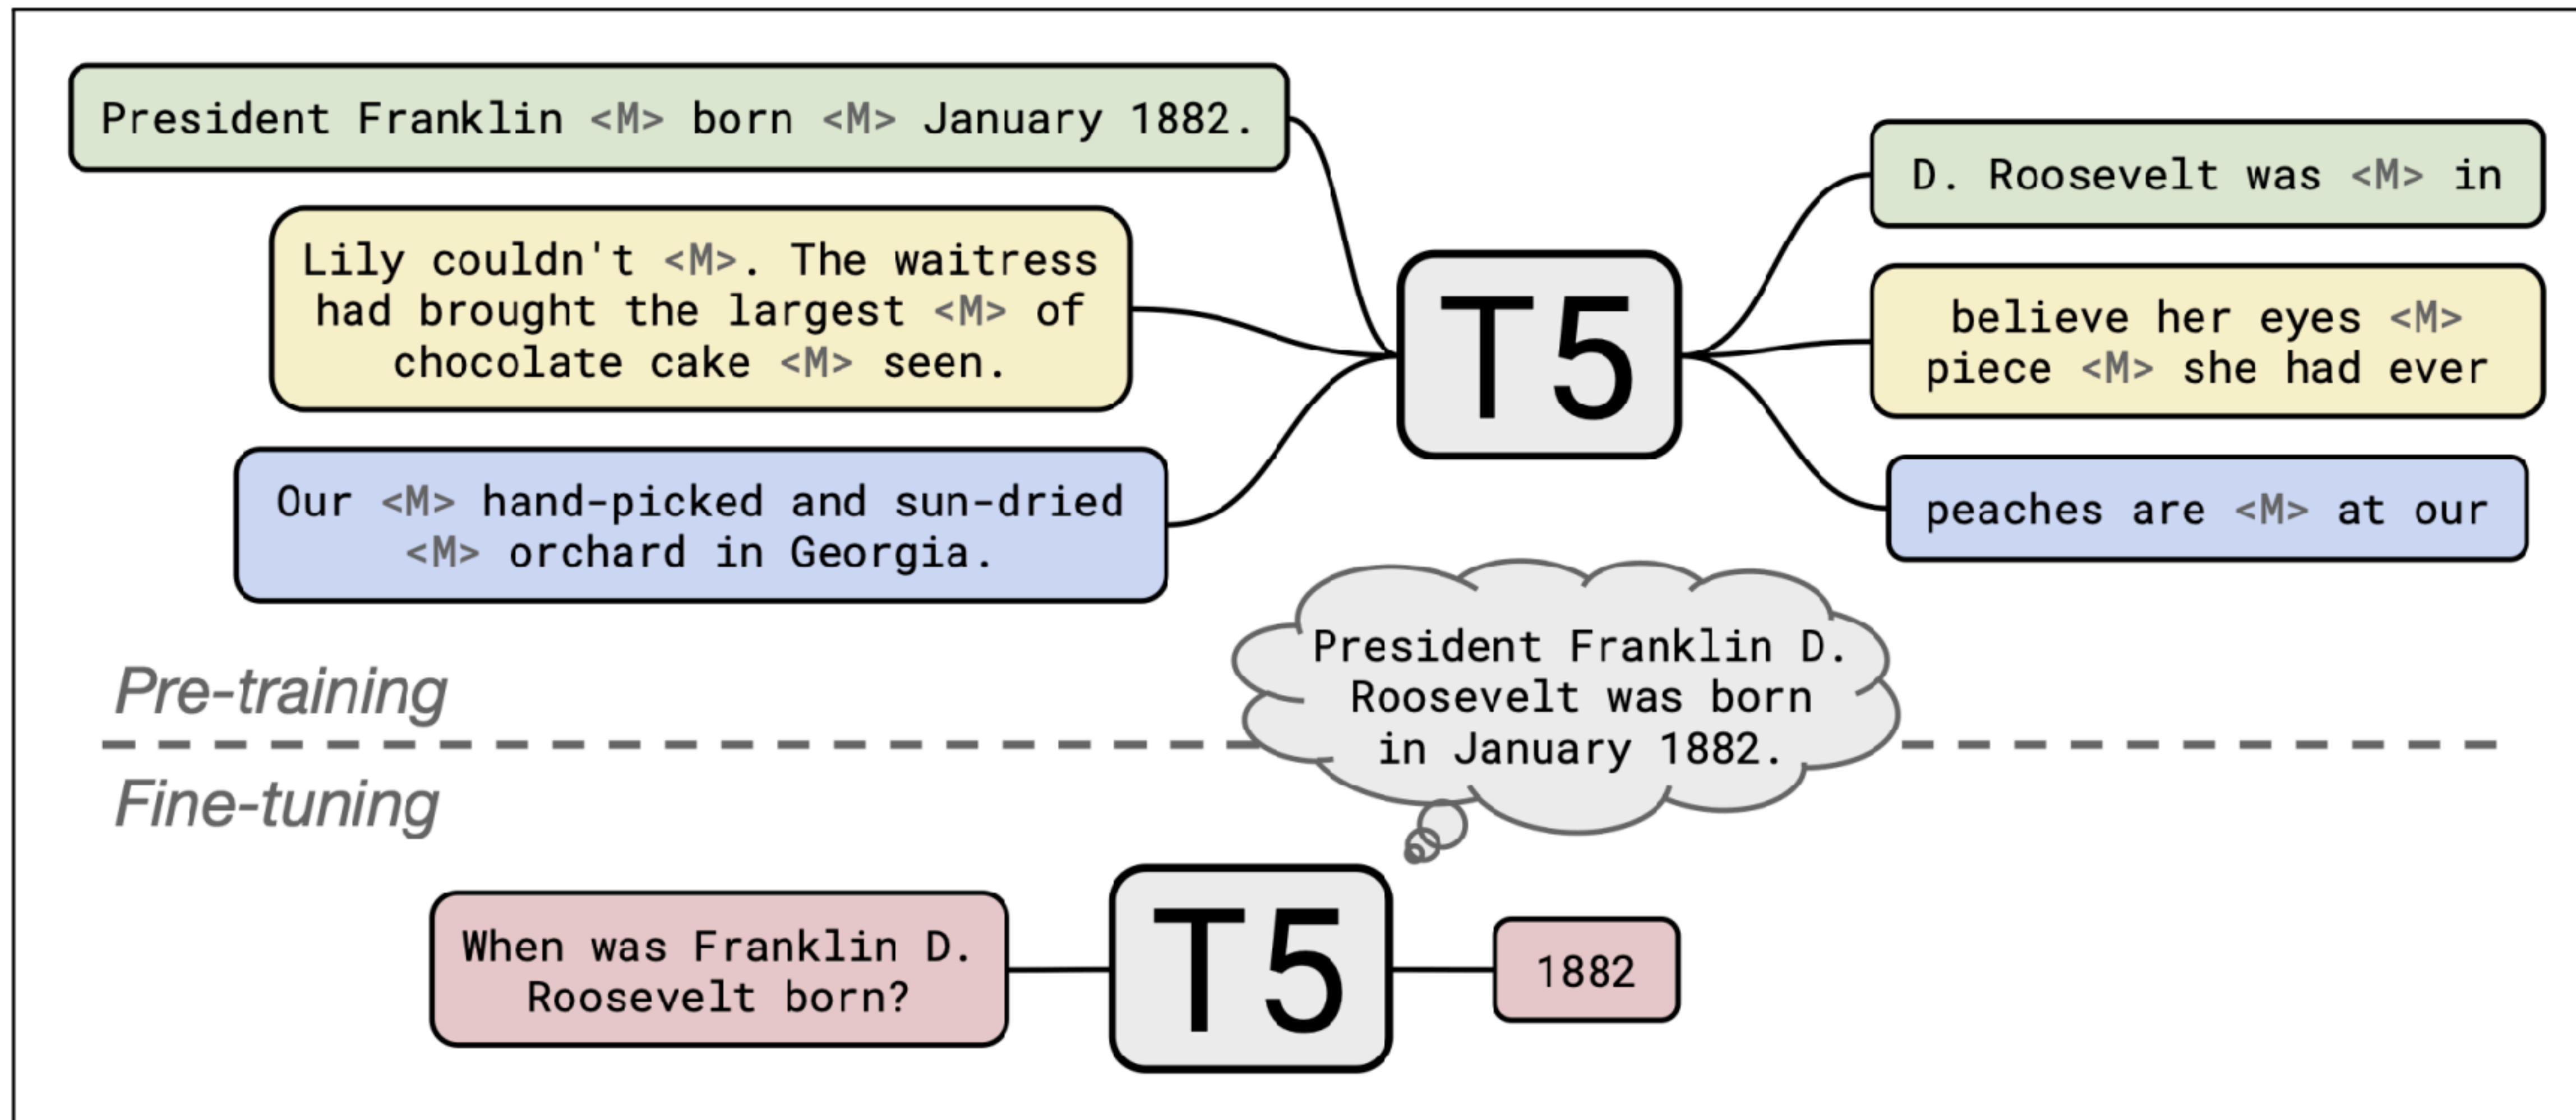 President Franklin <M> born <M> January 1882.
Lily couldn't <M>. The waitress
had brought the largest <M> of
chocolate cake <M> seen.
Our <M> hand-picked and sun-dried
<M> orchard in Georgia.
T5
D. Roosevelt was <M> in
believe her eyes <M>
piece <M> she had ever
peaches are <M> at our
Pre-training
President Franklin D.
Roosevelt was born
in January 1882.
Fine-tuning
When was Franklin D.
Roosevelt born?
T5
1882